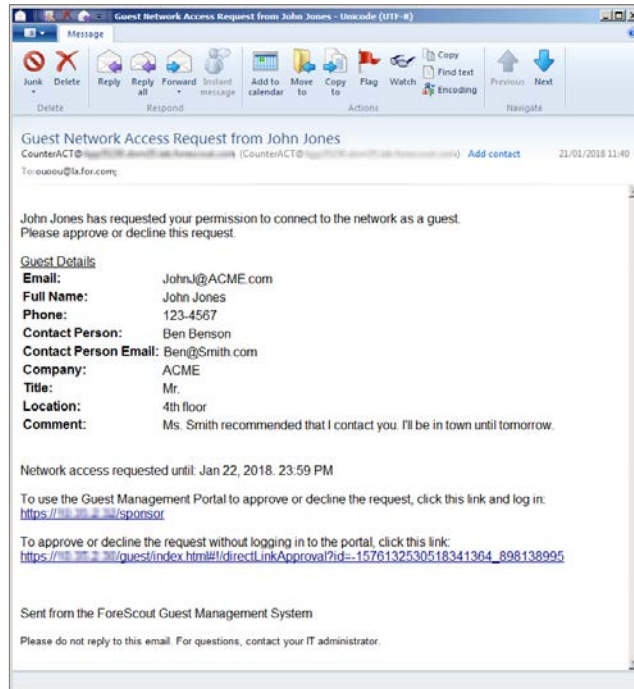 Guest Network Access Request from John Jones - Unicode (UTF-8)
Message
Junk Delete Reply Reply all Forward Instant message Add to calendar Move to Copy to Flag Watch Copy Find text Encoding Previous Next
Delete Respond Actions Navigate
Guest Network Access Request from John Jones
CounterACT@ (CounterACT@ ) Add contact 21/01/2018 11:40
To: ououu@la.for.com;
John Jones has requested your permission to connect to the network as a guest.
Please approve or decline this request.
Guest Details
Email: JohnJ@ACME.com
Full Name: John Jones
Phone: 123-4567
Contact Person: Ben Benson
Contact Person Email: Ben@Smith.com
Company: ACME
Title: Mr.
Location: 4th floor
Comment: Ms. Smith recommended that I contact you. I'll be in town until tomorrow.
Network access requested until: Jan 22, 2018. 23:59 PM
To use the Guest Management Portal to approve or decline the request, click this link and log in:
https:// /sponsor
To approve or decline the request without logging in to the portal, click this link:
https:// /guest/index.html#!/directLinkApproval?id=-1576132530518341364_898138995
Sent from the ForeScout Guest Management System
Please do not reply to this email. For questions, contact your IT administrator.